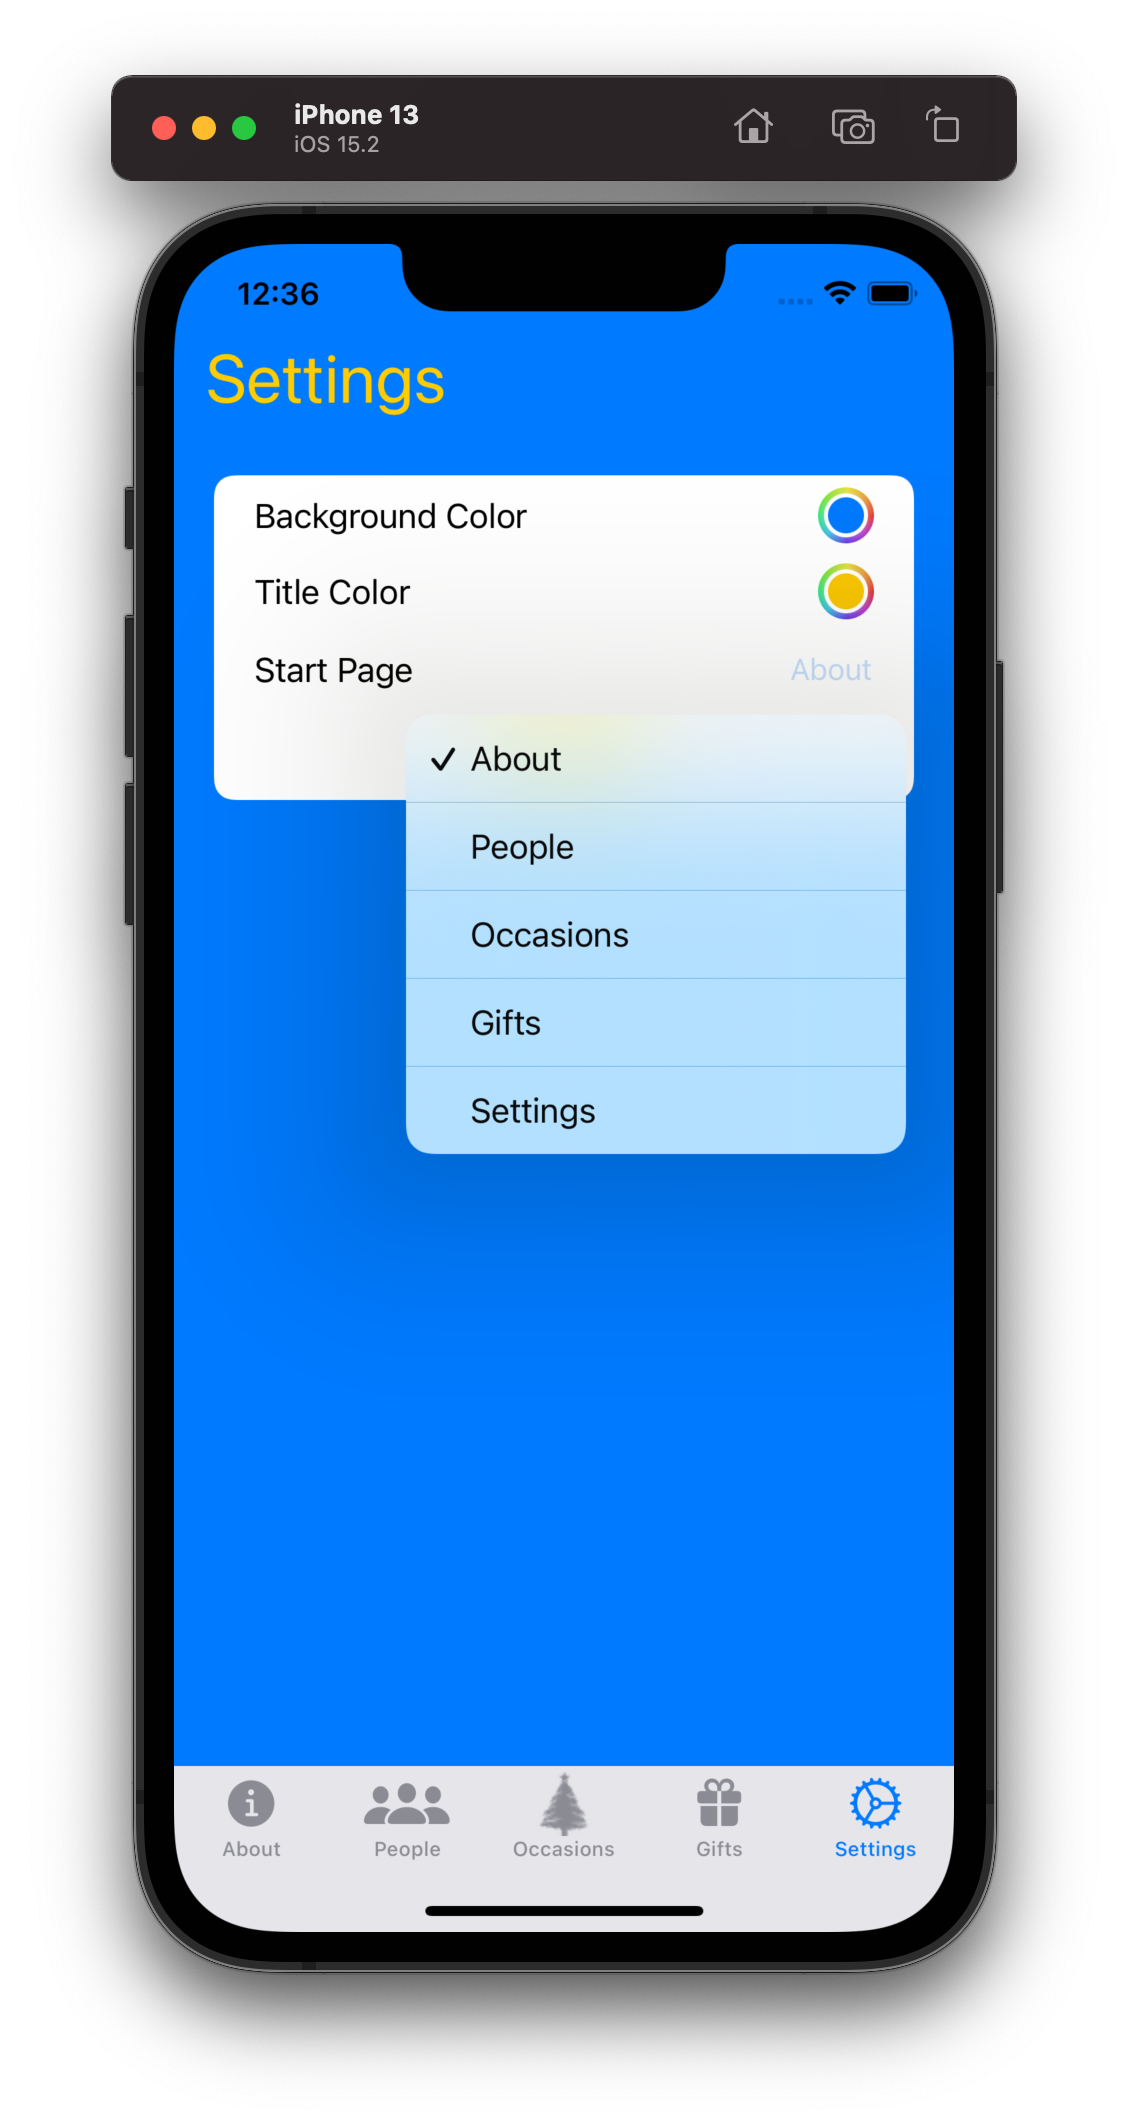 iPhone 13
iOS 15.2
12:36
Settings
Background Color
Title Color
Start Page About
About
People
Occasions
Gifts
Settings
About People Occasions Gifts Settings